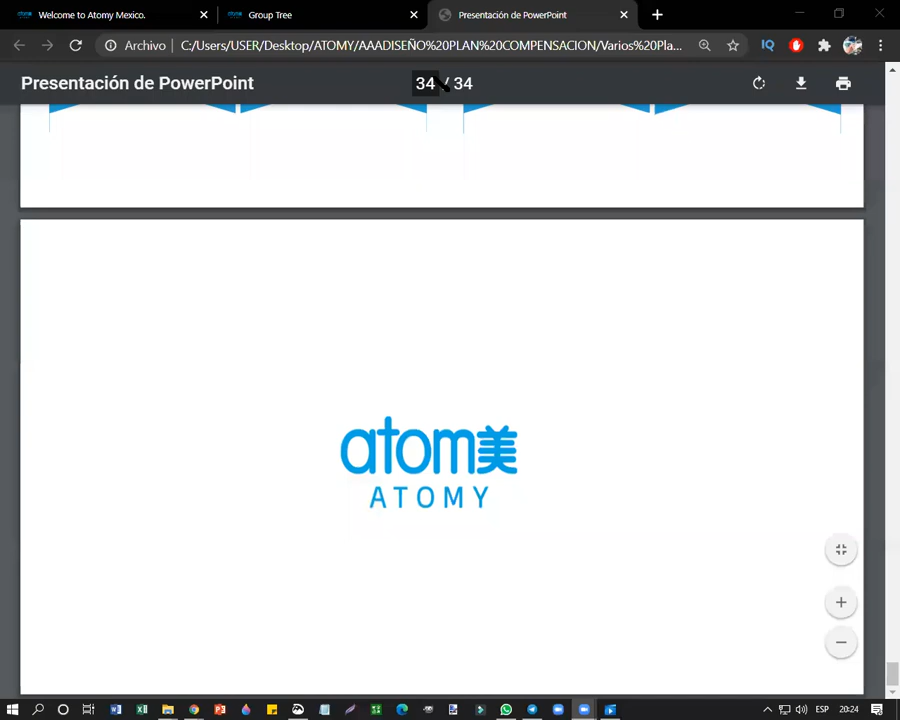 Welcome to Atomy Mexico.
Group Tree
Presentación de PowerPoint
Archivo
C:/Users/USER/Desktop/ATOMY/AAADISEÑO%20PLAN%20COMPENSACION/Varios%20Pla...
IQ
Presentación de PowerPoint
34 / 34
atom美
ATOMY
ESP
20:24